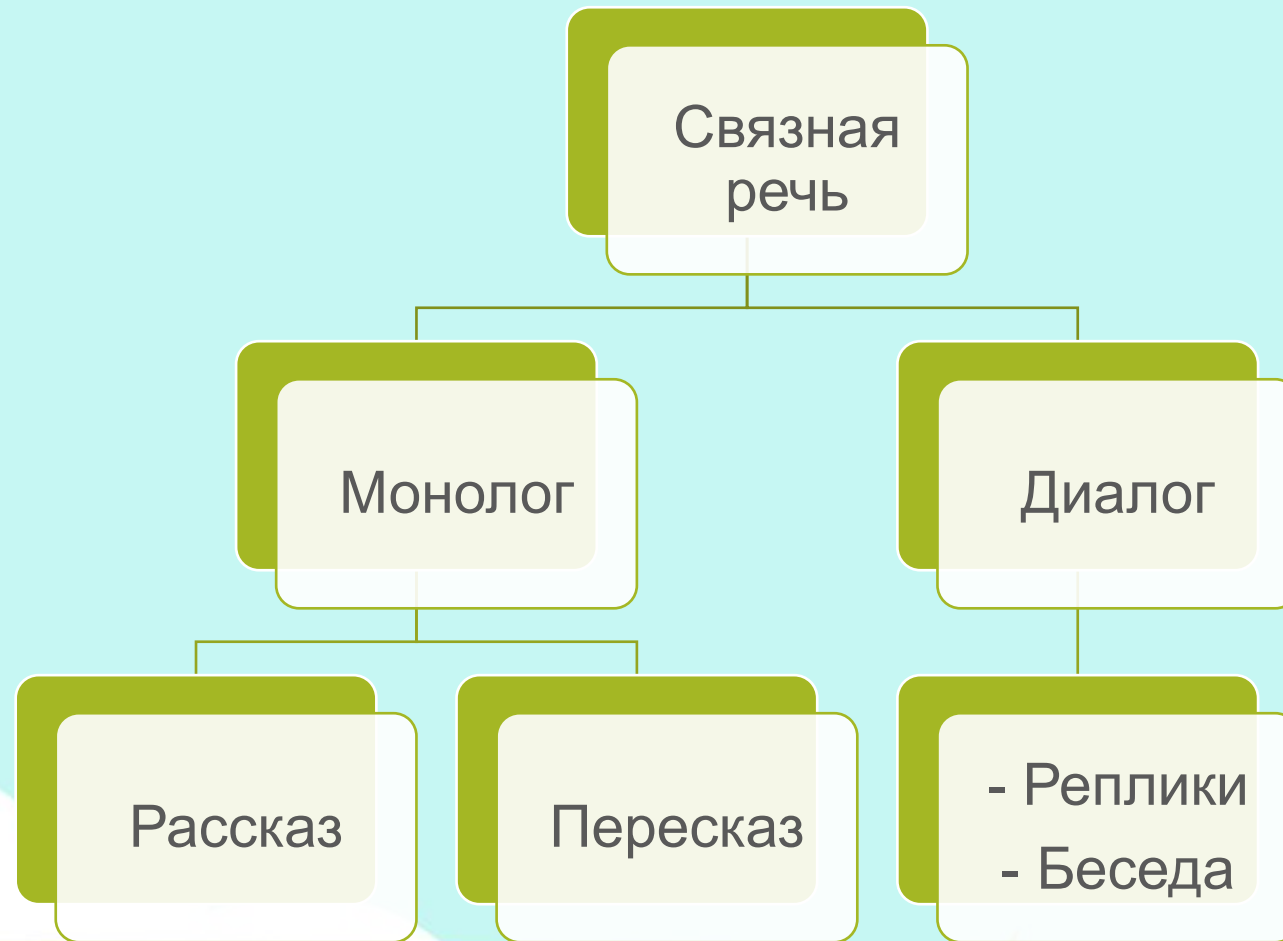 Связная
речь
Монолог
Диалог
Рассказ
Пересказ
- Реплики
- Беседа